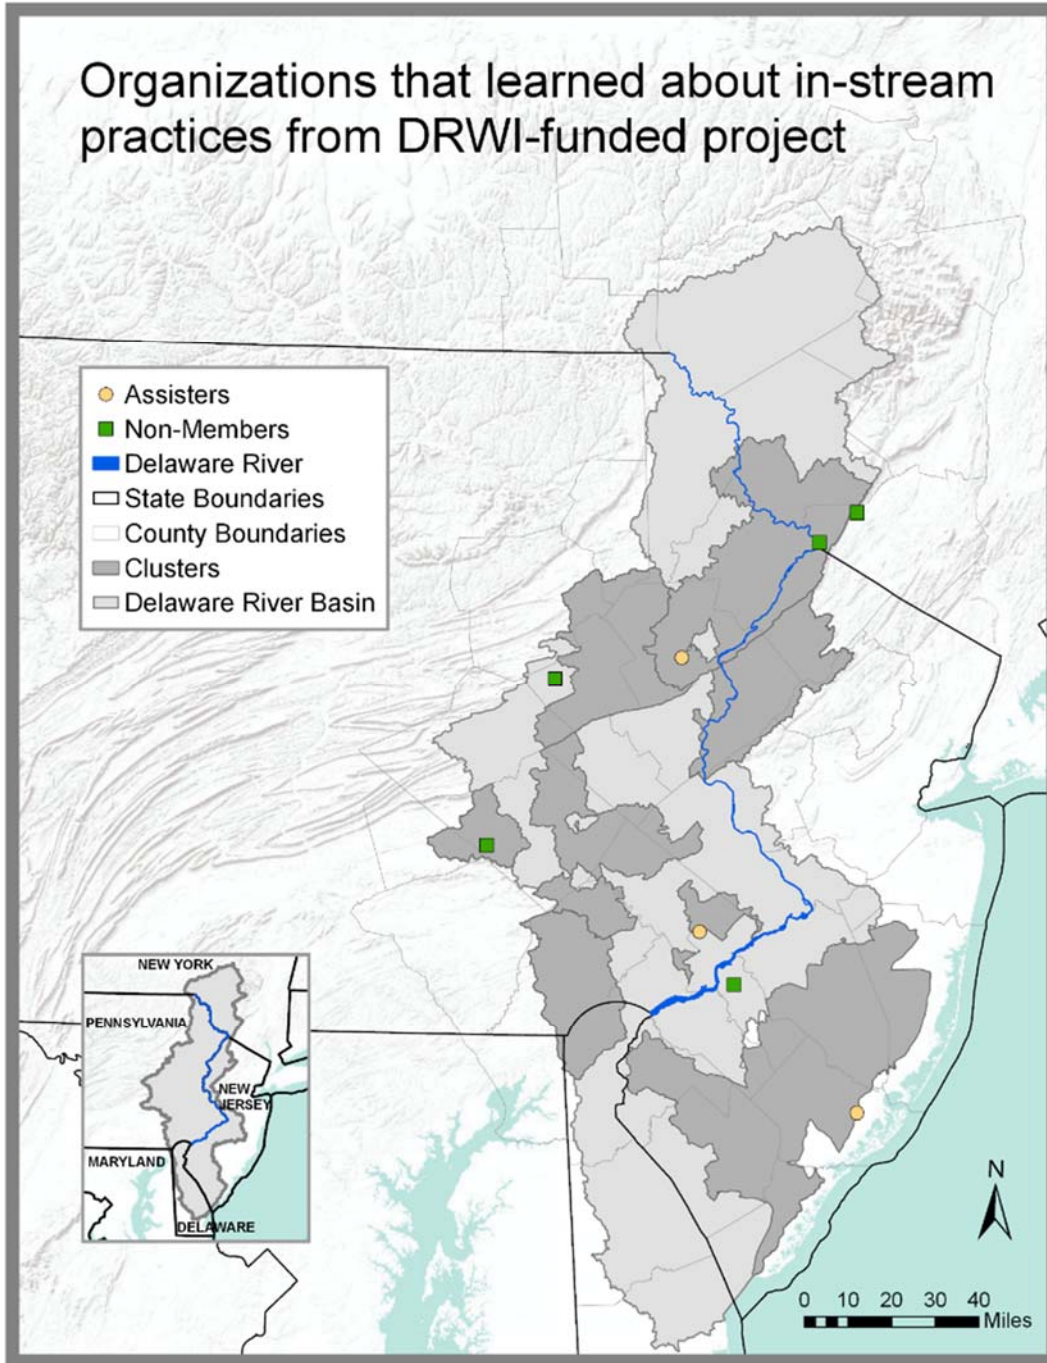 Organizations that learned about in-stream
practices from DRWI-funded project
Assisters
Non-Members
Delaware River
State Boundaries
County Boundaries
Clusters
Delaware River Basin
NEW YORK
PENNSYLVANIA
NEW
JERSEY
MARYLAND
DELAWARE
N
0 10 20 30 40
Miles